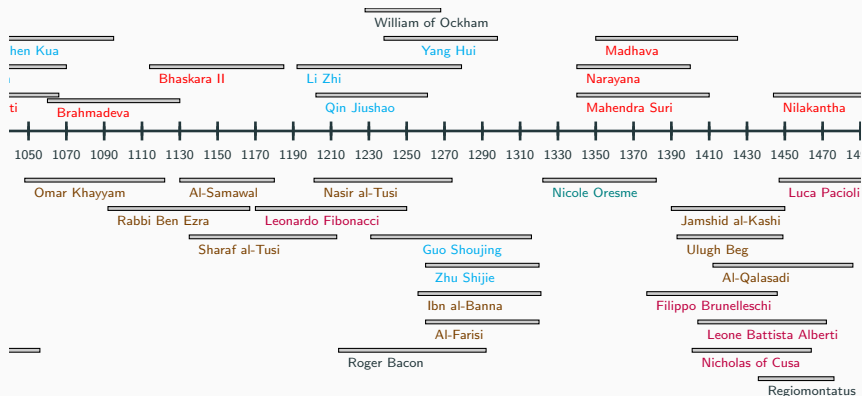 William of Ockham
hen Kua
Yang Hui
Madhava
Bhaskara II
Li Zhi
Narayana
ti
Brahmadeva
Qin Jiushao
Mahendra Suri
Nilakantha
1050 1070 1090 1110 1130 1150 1170 1190 1210 1230 1250 1270 1290 1310 1330 1350 1370 1390 1410 1430 1450 1470 149
Omar Khayyam
Al-Samawal
Nasir al-Tusi
Nicole Oresme
Luca Pacioli
Rabbi Ben Ezra
Leonardo Fibonacci
Jamshid al-Kashi
Sharaf al-Tusi
Guo Shoujing
Ulugh Beg
Zhu Shijie
Al-Qalasadi
Ibn al-Banna
Filippo Brunelleschi
Al-Farisi
Leone Battista Alberti
Roger Bacon
Nicholas of Cusa
Regiomontatus